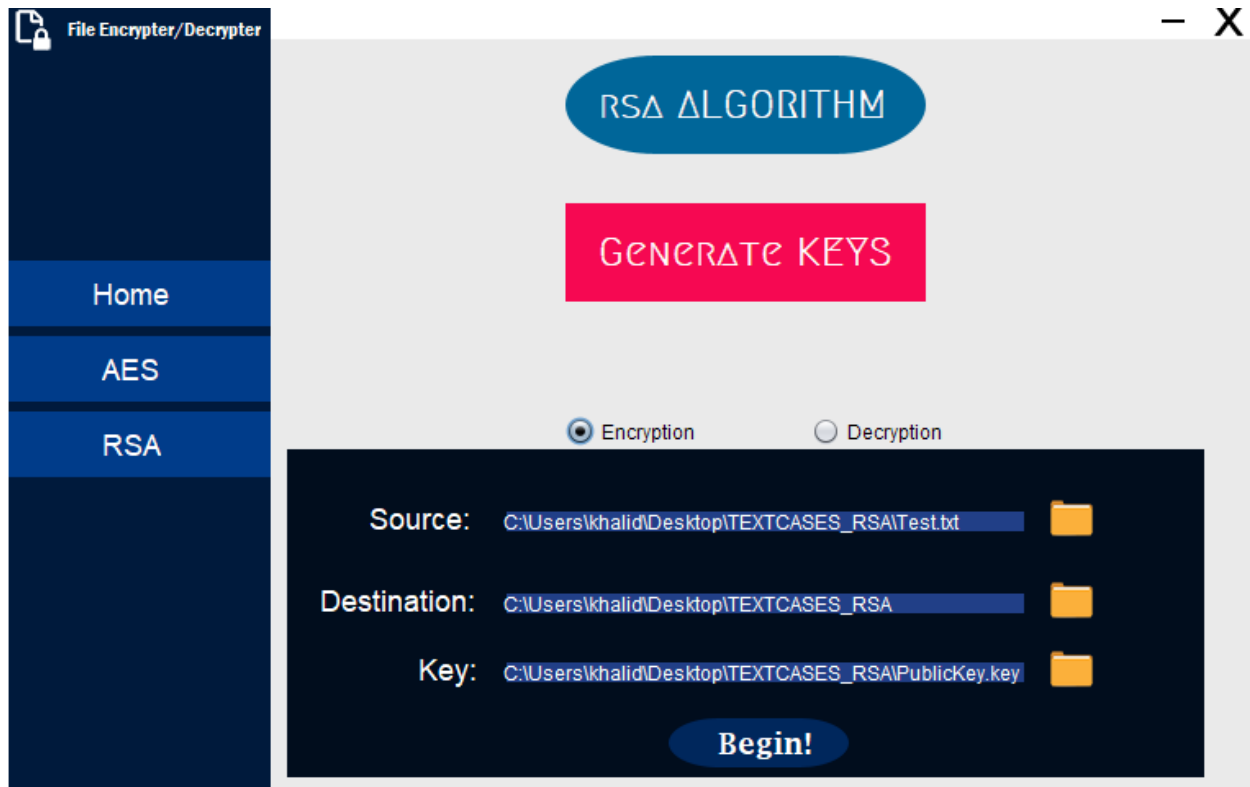 File Encrypter/Decrypter
– X
RSA ALGORITHM
GENERATE KEYS
Home
AES
RSA
Encryption Decryption
Source: C:\Users\khalid\Desktop\TEXTCASES_RSA\Test.txt
Destination: C:\Users\khalid\Desktop\TEXTCASES_RSA
Key: C:\Users\khalid\Desktop\TEXTCASES_RSA\PublicKey.key
Begin!